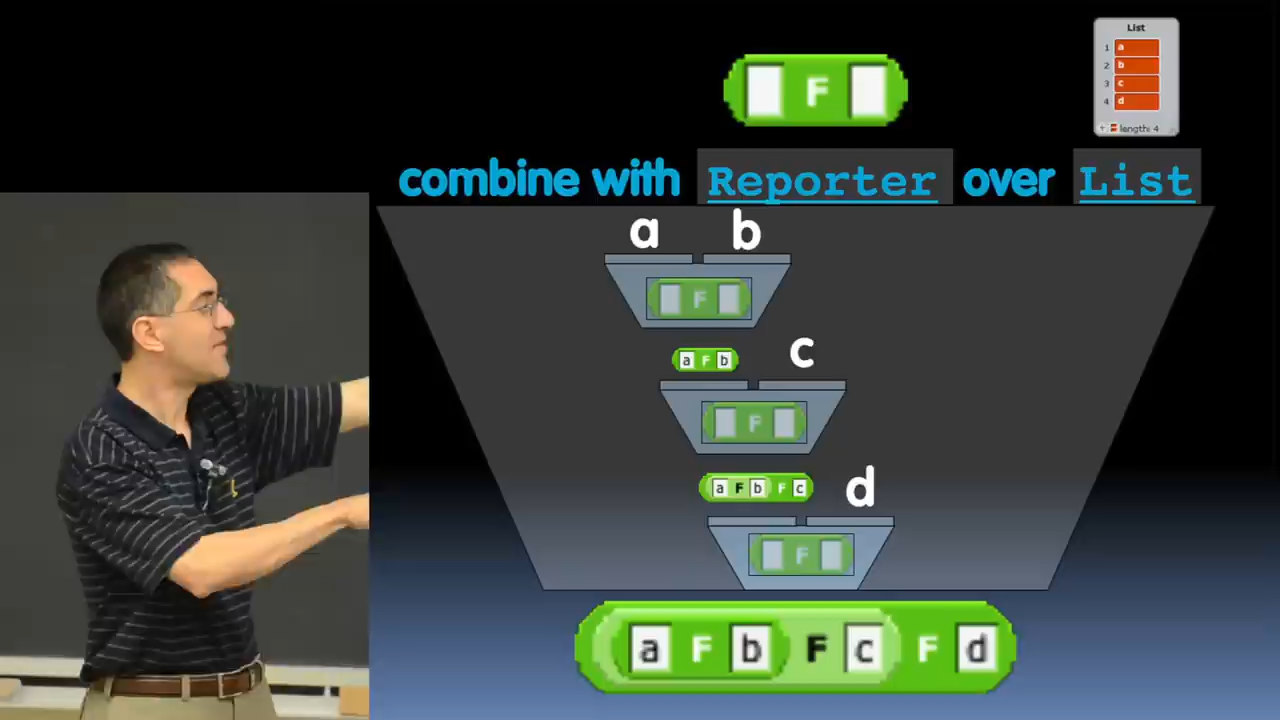 List
1 a
2 b
3 c
4 d
+ = length: 4
F
combine with Reporter over List
a b
F
a F b
c
F
a F b F c
d
F
a F b F c F d